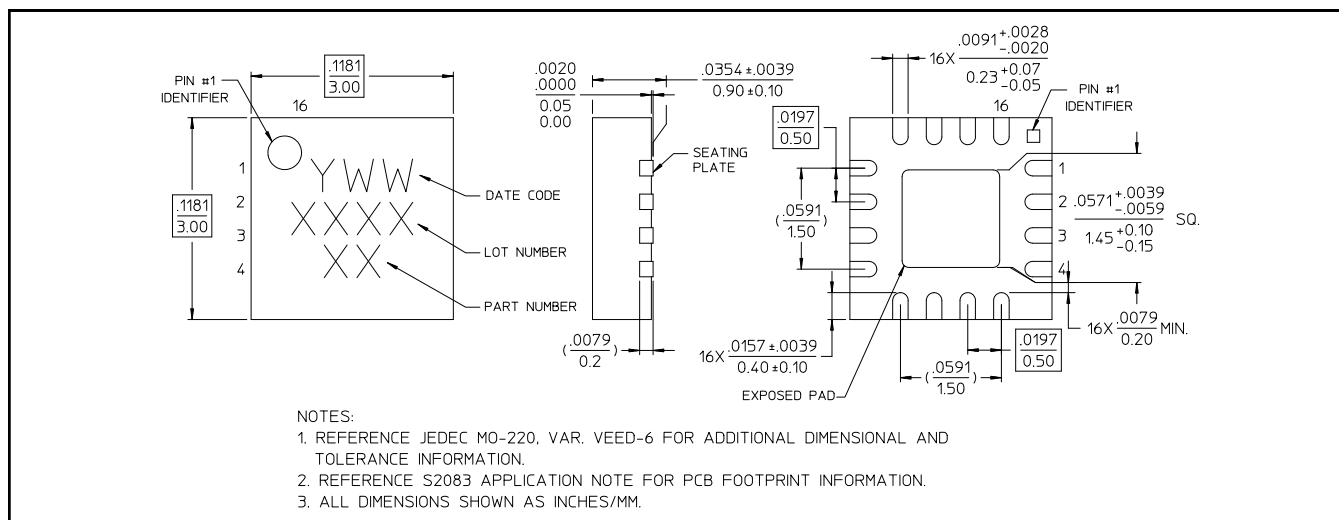 PIN #1
IDENTIFIER
.1181
3.00
16
.1181
3.00
1
2
3
4
YWW
XXXX
XX
DATE CODE
LOT NUMBER
PART NUMBER
.0020
.0000
0.05
0.00
.0354 ±.0039
0.90 ±0.10
SEATING
PLATE
(.0079
0.2)
16X .0091 +.0028
-.0020
0.23 +0.07
-0.05
16
PIN #1
IDENTIFIER
.0197
0.50
(.0591
1.50)
1
2
3
4
.0571 +.0039
-.0059
1.45 +0.10
-0.15
SQ.
16X .0157 ±.0039
0.40 ±0.10
16X .0079
0.20 MIN.
.0197
0.50
(.0591
1.50)
EXPOSED PAD
NOTES:
1. REFERENCE JEDEC MO-220, VAR. VEED-6 FOR ADDITIONAL DIMENSIONAL AND
TOLERANCE INFORMATION.
2. REFERENCE S2083 APPLICATION NOTE FOR PCB FOOTPRINT INFORMATION.
3. ALL DIMENSIONS SHOWN AS INCHES/MM.